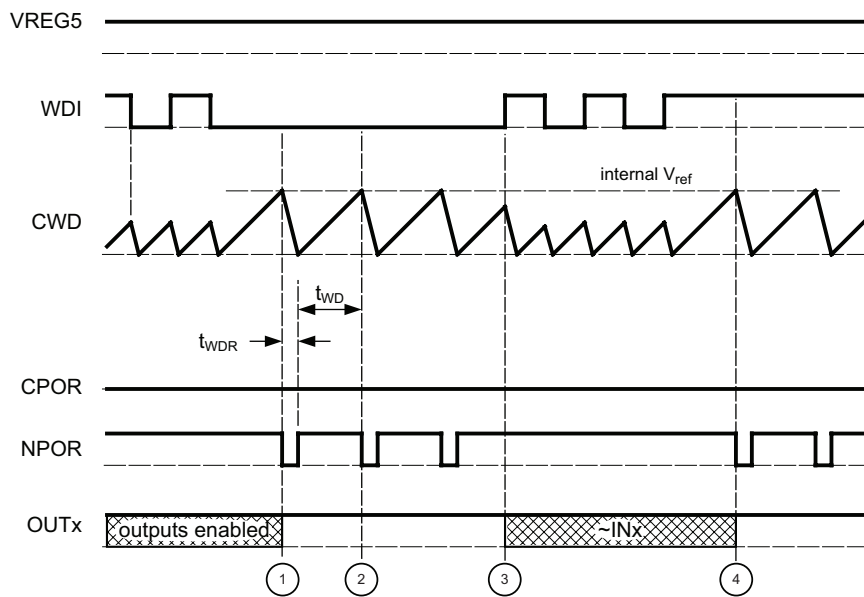 VREG5
WDI
internal Vref
CWD
tWD
tWDR
CPOR
NPOR
OUTx
outputs enabled
~INx
1
2
3
4